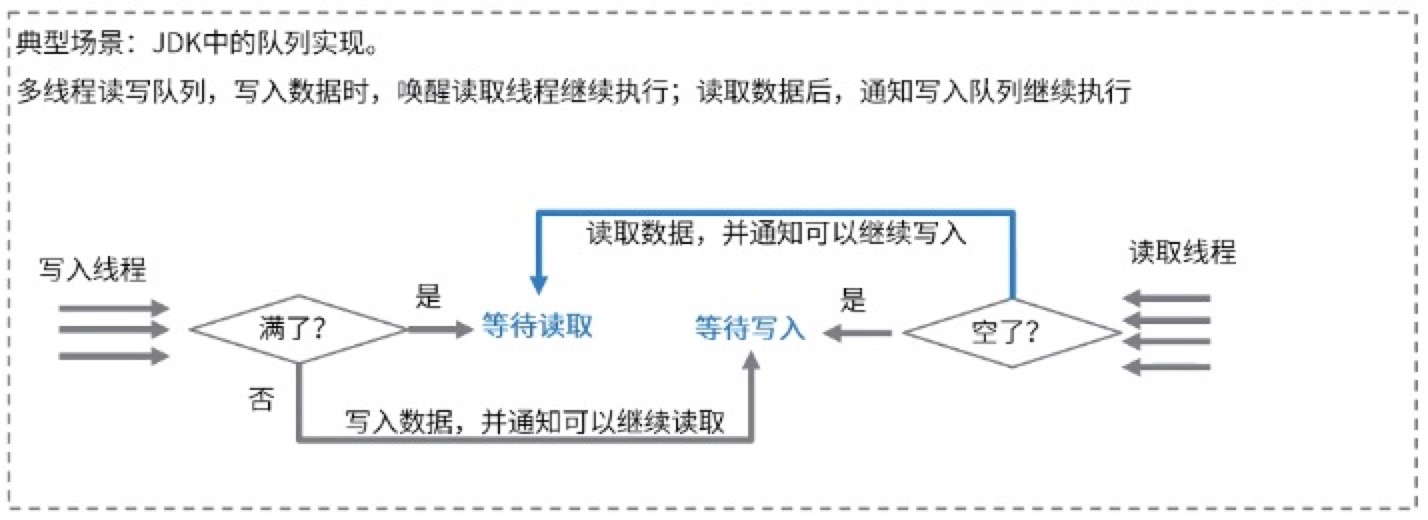 典型场景：JDK中的队列实现。
多线程读写队列，写入数据时，唤醒读取线程继续执行；读取数据后，通知写入队列继续执行
读取数据，并通知可以继续写入
写入线程
读取线程
满了？
是
等待读取
等待写入
是
空了？
否
写入数据，并通知可以继续读取